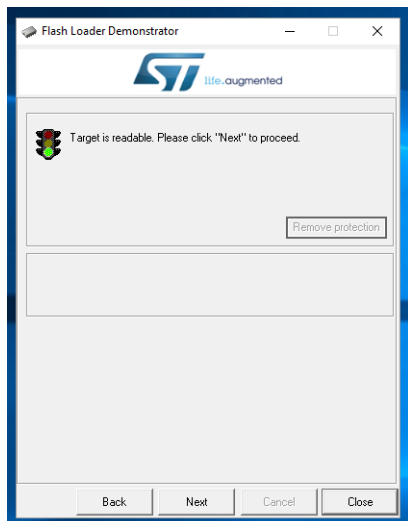 Flash Loader Demonstrator
ST life.augmented
Target is readable. Please click "Next" to proceed.
Remove protection
Back Next Cancel Close